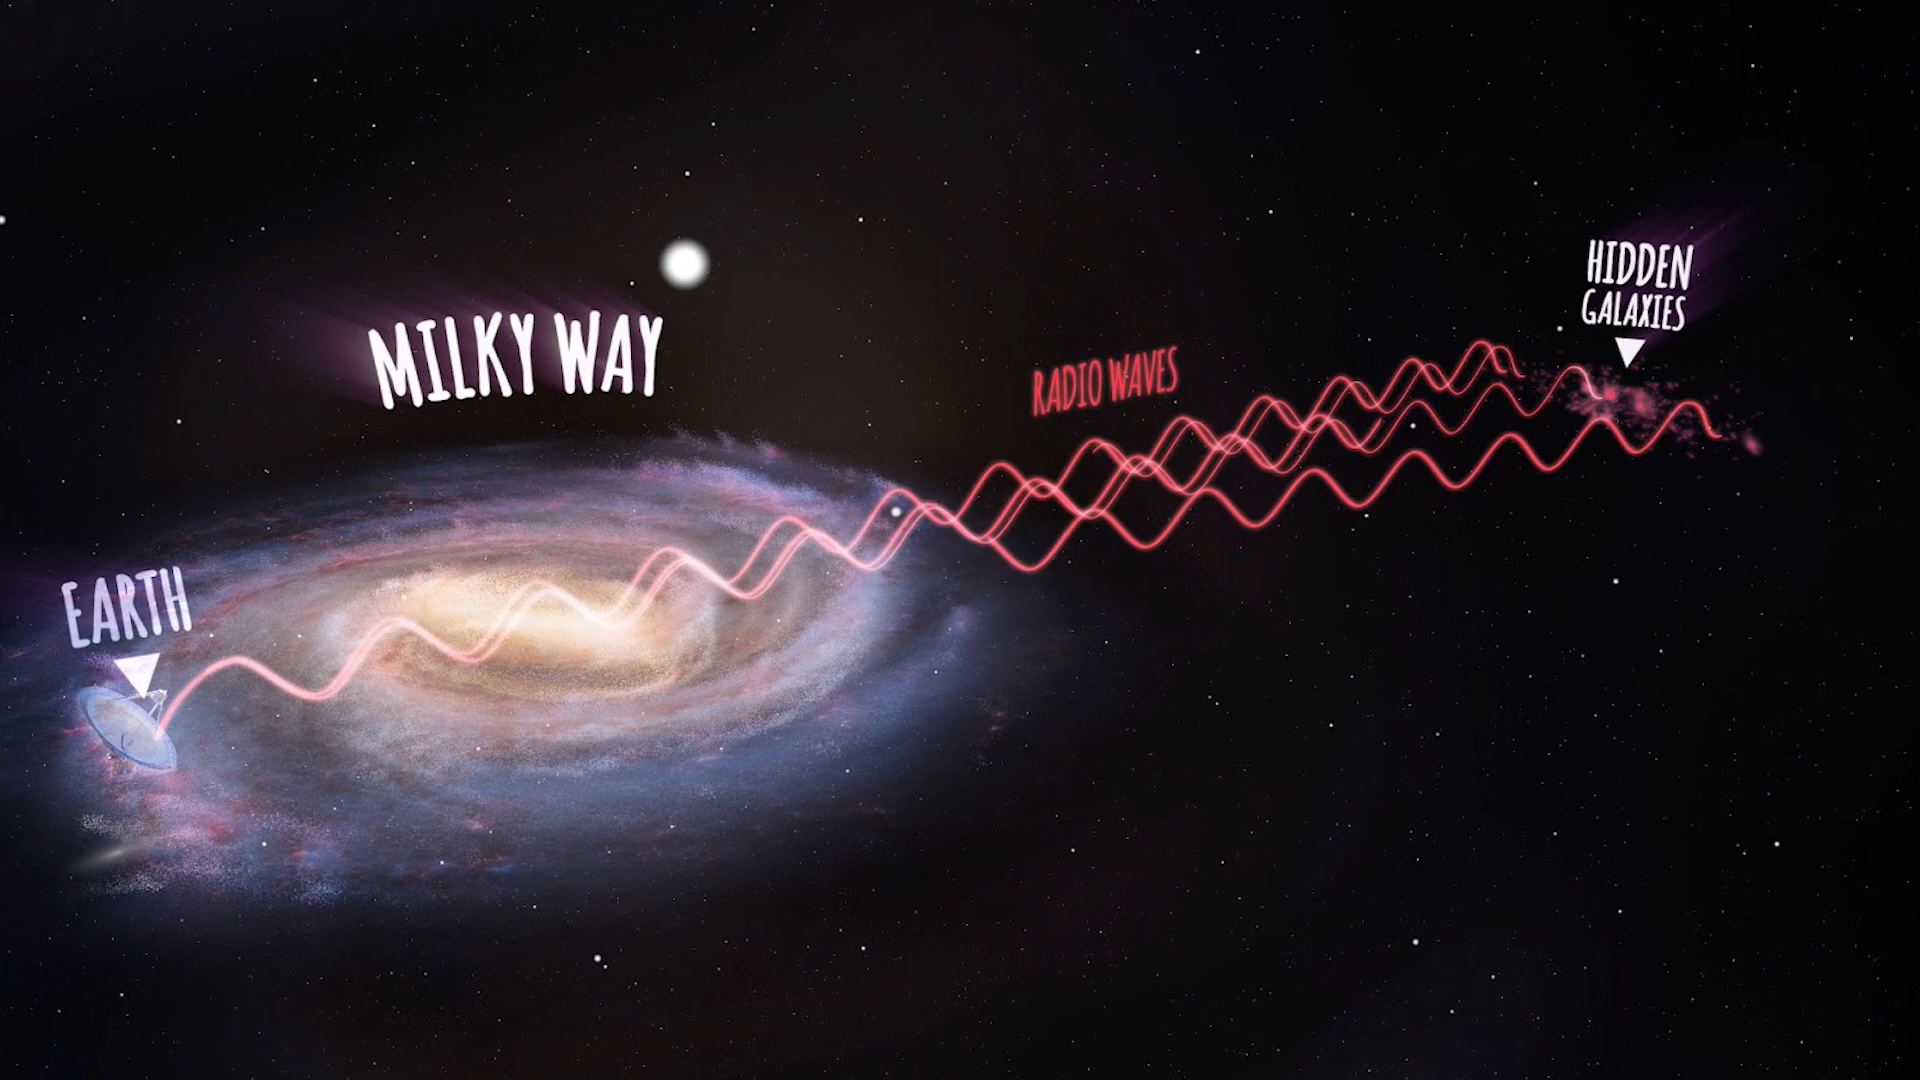 MILKY WAY
EARTH
RADIO WAVES
HIDDEN
GALAXIES